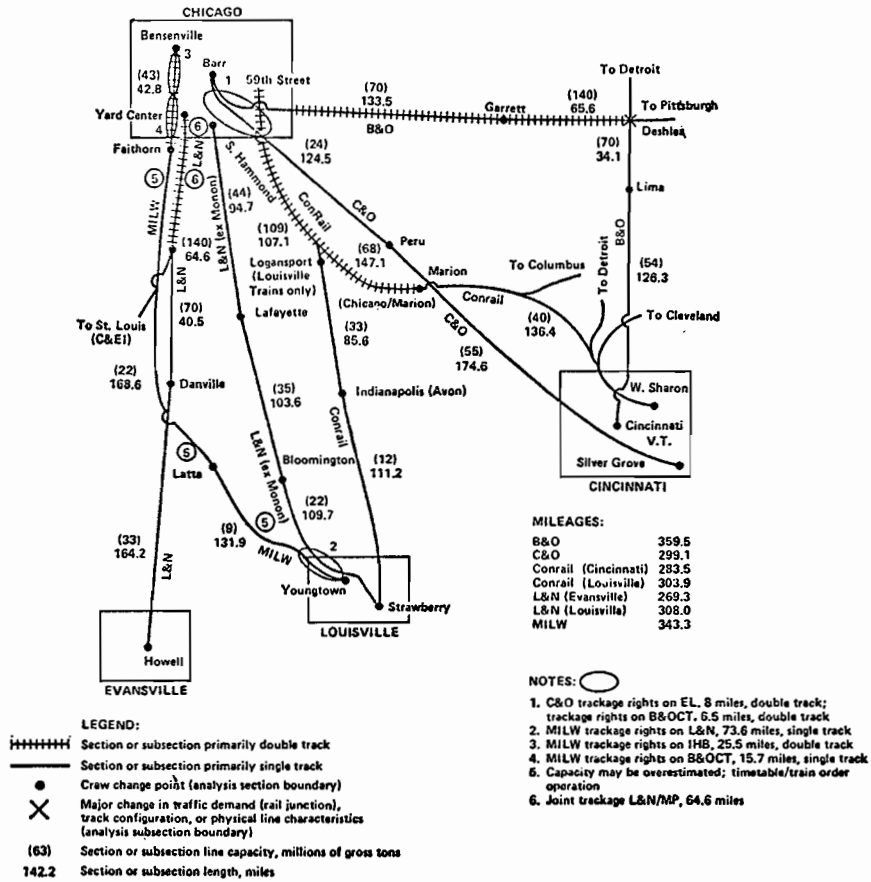 CHICAGO
Bensenville
3
(43)
42.8
Barr
1
59th Street
Yard Center
4
6
Faithorn
L&N
6
5
MILW
S. Hammond
(70)
133.5
B&O
Garrett
(140)
65.6
To Detroit
To Pittsburgh
Deshler
(70)
34.1
Lima
B&O
(54)
126.3
(24)
124.5
C&O
ConRail
(44)
94.7
L&N (ex Monon)
(109)
107.1
(68)
147.1
Peru
Marion
(Chicago/Marion)
Logansport
(Louisville
Trains only)
Conrail
To Columbus
To Detroit
To Cleveland
(40)
136.4
C&O
(55)
174.6
(140)
64.6
L&N
(70)
40.5
To St. Louis
(C&EI)
Lafayette
(33)
85.6
(22)
168.6
Danville
(35)
103.6
Indianapolis (Avon)
W. Sharon
Cincinnati
V.T.
Silver Grove
CINCINNATI
5
Latta
L&N (ex Monon)
Bloomington
Conrail
(12)
111.2
(22)
109.7
(33)
164.2
L&N
(9)
131.9
5
MILW
2
Youngtown
Strawberry
LOUISVILLE
Howell
EVANSVILLE
MILEAGES:
B&O 359.5
C&O 299.1
Conrail (Cincinnati) 283.5
Conrail (Louisville) 303.9
L&N (Evansville) 269.3
L&N (Louisville) 308.0
MILW 343.3
NOTES:
1. C&O trackage rights on EL. 8 miles, double track;
trackage rights on B&OCT. 6.5 miles, double track
2. MILW trackage rights on L&N, 73.6 miles, single track
3. MILW trackage rights on IHB, 25.5 miles, double track
4. MILW trackage rights on B&OCT, 15.7 miles, single track
5. Capacity may be overestimated; timetable/train order
operation
6. Joint trackage L&N/MP, 64.6 miles
LEGEND:
Section or subsection primarily double track
Section or subsection primarily single track
Crew change point (analysis section boundary)
Major change in traffic demand (rail junction),
track configuration, or physical line characteristics
(analysis subsection boundary)
(63) Section or subsection line capacity, millions of gross tons
142.2 Section or subsection length, miles